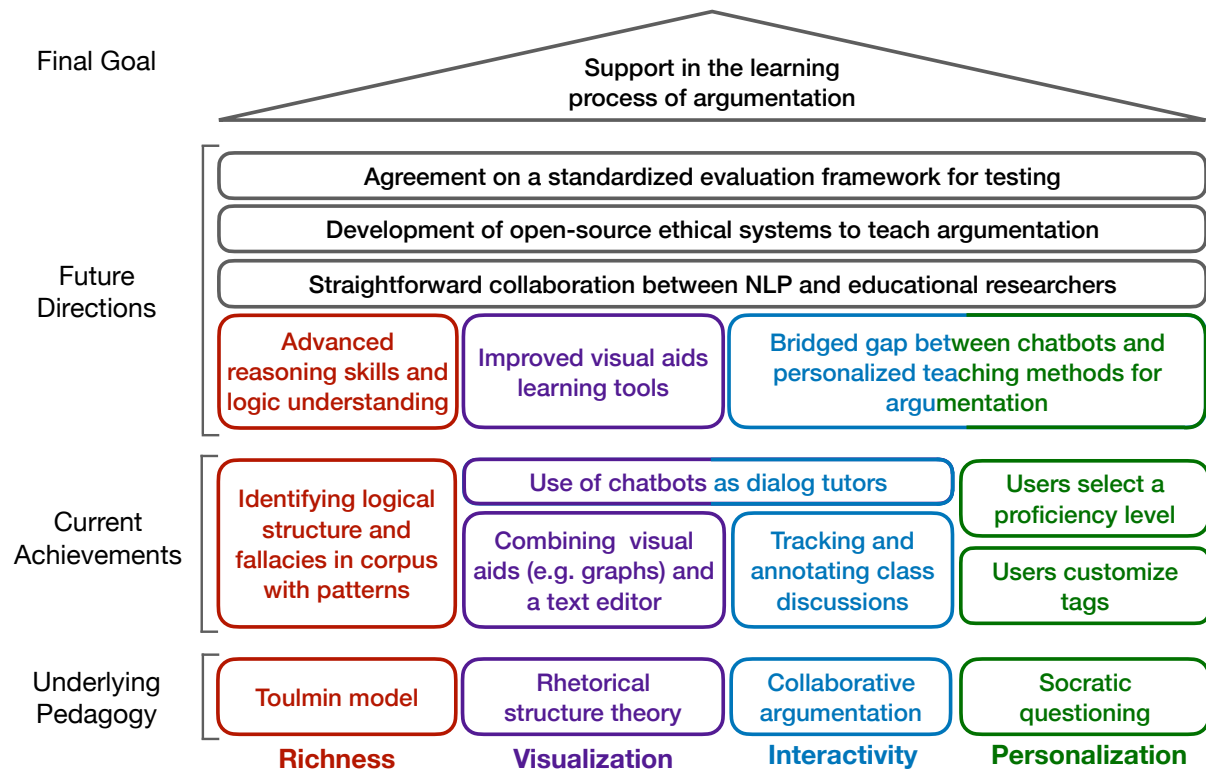 Final Goal
Support in the learning
process of argumentation
Future
Directions
Agreement on a standardized evaluation framework for testing
Development of open-source ethical systems to teach argumentation
Straightforward collaboration between NLP and educational researchers
Advanced
reasoning skills and
logic understanding
Improved visual aids
learning tools
Bridged gap between chatbots and
personalized teaching methods for
argumentation
Current
Achievements
Identifying logical
structure and
fallacies in corpus
with patterns
Use of chatbots as dialog tutors
Combining visual
aids (e.g. graphs) and
a text editor
Tracking and
annotating class
discussions
Users select a
proficiency level
Users customize
tags
Underlying
Pedagogy
Toulmin model
Rhetorical
structure theory
Collaborative
argumentation
Socratic
questioning
Richness
Visualization
Interactivity
Personalization